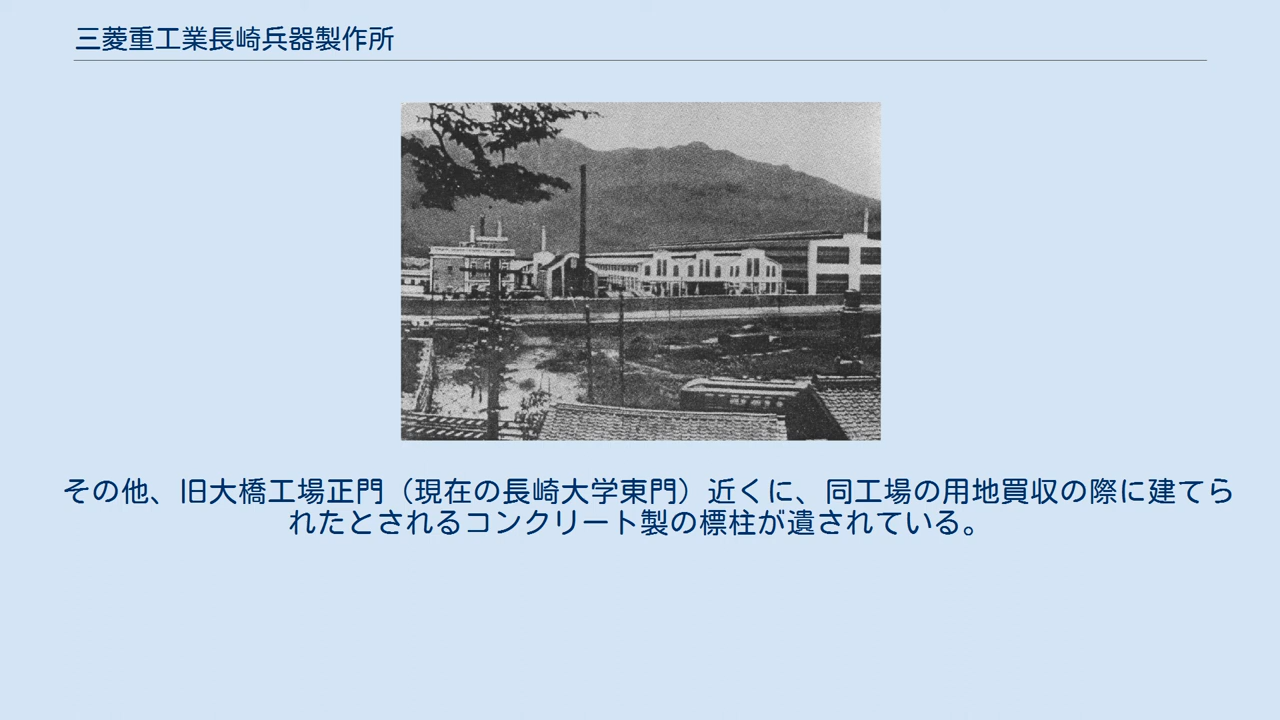 三菱重工業長崎兵器製作所
その他、旧大橋工場正門（現在の長崎大学東門）近くに、同工場の用地買収の際に建てら
れたとされるコンクリート製の標柱が遺されている。